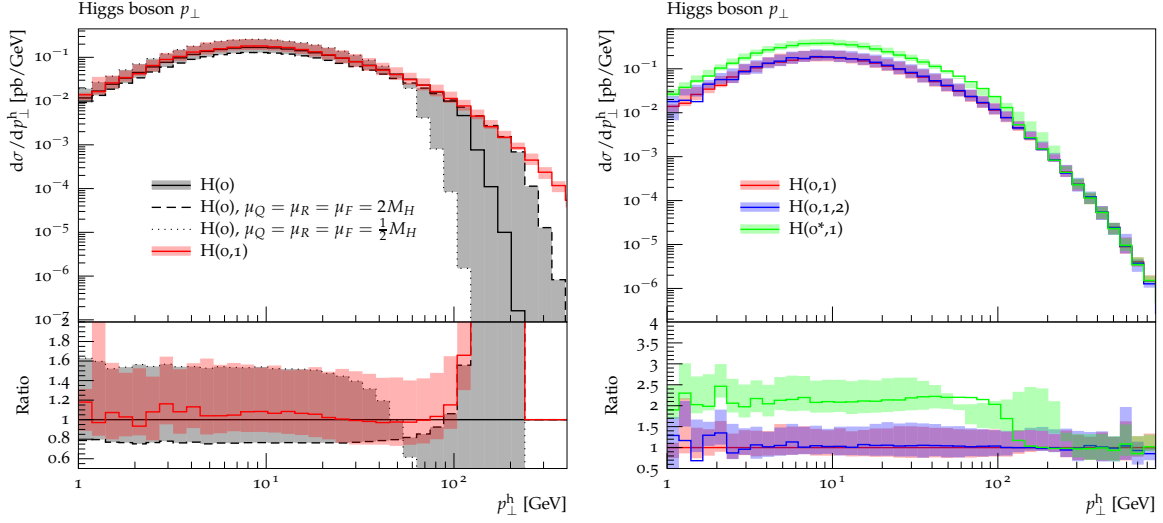 Higgs boson p⊥
dσ/dp⊥ʰ [pb/GeV]
10⁻¹
10⁻²
10⁻³
10⁻⁴
10⁻⁵
10⁻⁶
10⁻⁷
H(0)
H(0), μQ = μR = μF = 2MH
H(0), μQ = μR = μF = ½MH
H(0,1)
Ratio
2
1.8
1.6
1.4
1.2
1
0.8
0.6
1
10¹
10²
p⊥ʰ [GeV]
Higgs boson p⊥
dσ/dp⊥ʰ [pb/GeV]
10⁻¹
10⁻²
10⁻³
10⁻⁴
10⁻⁵
10⁻⁶
H(0,1)
H(0,1,2)
H(0*,1)
Ratio
4
3.5
3
2.5
2
1.5
1
0.5
1
10¹
10²
p⊥ʰ [GeV]